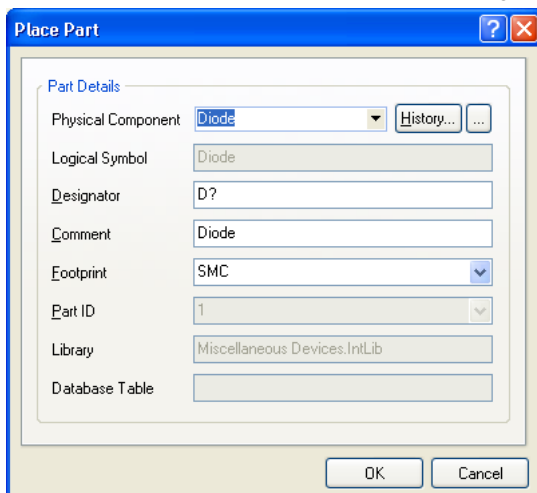 Place Part
Part Details
Physical Component Diode History... ...
Logical Symbol Diode
Designator D?
Comment Diode
Footprint SMC
Part ID 1
Library Miscellaneous Devices.IntLib
Database Table
OK Cancel